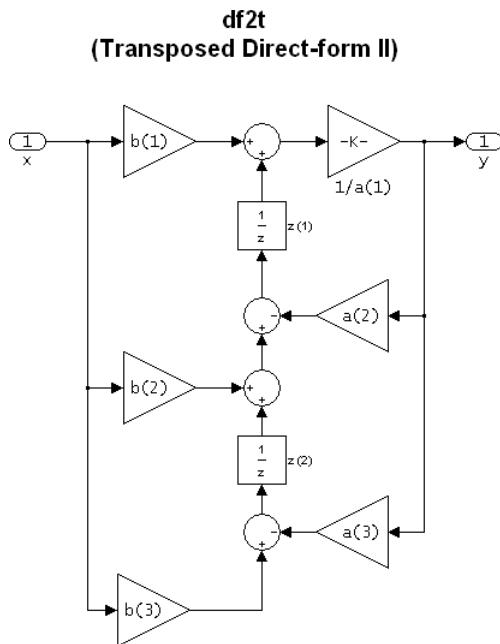 df2t
(Transposed Direct-form II)
1
x
b(1)
+
+
-K-
1/a(1)
1
y
1
z
z(1)
-
+
a(2)
b(2)
+
+
1
z
z(2)
-
+
a(3)
b(3)